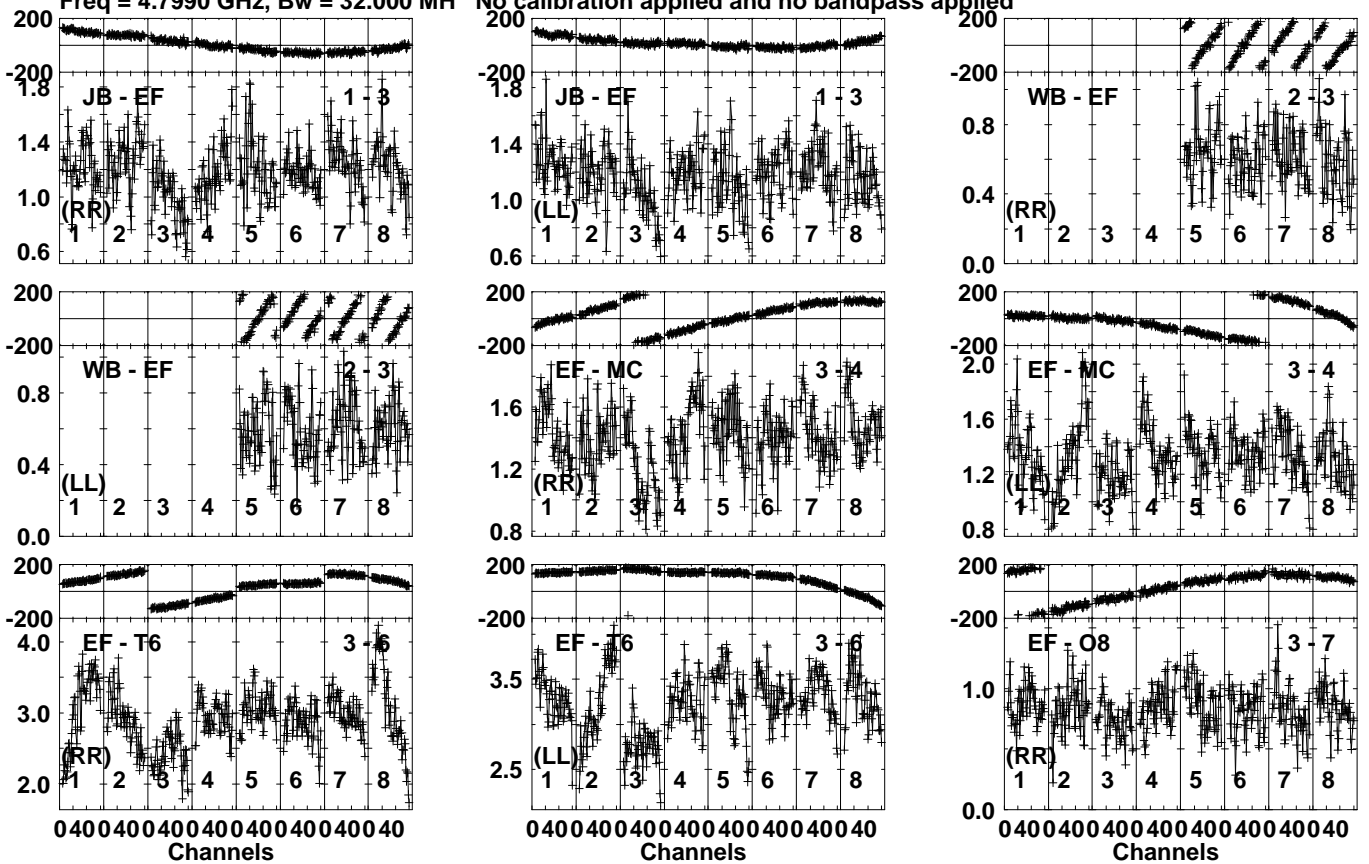 Freq = 4.7990 GHz, Bw = 32.000 MH No calibration applied and no bandpass applied
200
-200
1.8
1.4
1.0
0.6
JB - EF 1 - 3
(RR)
1 2 3 4 5 6 7 8
200
-200
1.8
1.4
1.0
0.6
JB - EF 1 - 3
(LL)
1 2 3 4 5 6 7 8
200
-200
0.8
0.4
0.0
WB - EF 2 - 3
(RR)
1 2 3 4 5 6 7 8
200
-200
0.8
0.4
0.0
WB - EF 2 - 3
(LL)
1 2 3 4 5 6 7 8
200
-200
1.6
1.2
0.8
EF - MC 3 - 4
(RR)
1 2 3 4 5 6 7 8
200
-200
2.0
1.6
1.2
0.8
EF - MC 3 - 4
(LL)
1 2 3 4 5 6 7 8
200
-200
4.0
3.0
2.0
EF - T6 3 - 6
(RR)
1 2 3 4 5 6 7 8
0 40 0 40 0 40 0 40 0 40 0 40 0 40 0 40
Channels
200
-200
3.5
2.5
EF - T6 3 - 6
(LL)
1 2 3 4 5 6 7 8
0 40 0 40 0 40 0 40 0 40 0 40 0 40 0 40
Channels
200
-200
1.0
0.0
EF - O8 3 - 7
(RR)
1 2 3 4 5 6 7 8
0 40 0 40 0 40 0 40 0 40 0 40 0 40 0 40
Channels